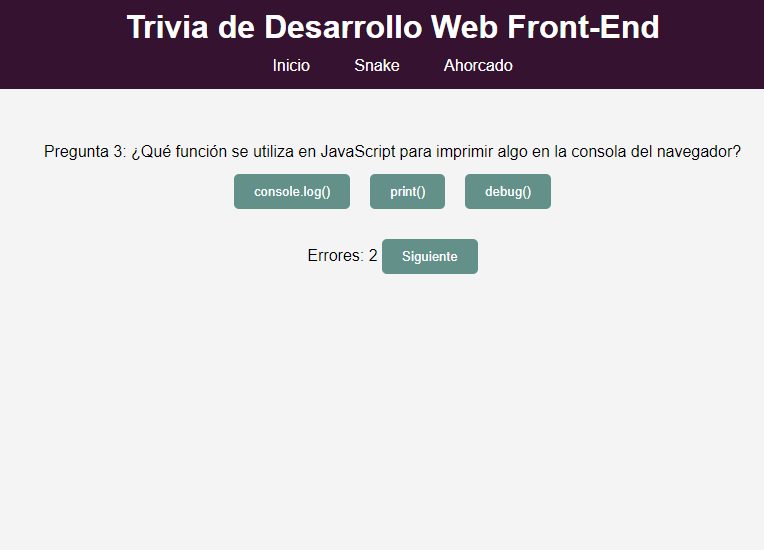 Trivia de Desarrollo Web Front-End
Inicio Snake Ahorcado
Pregunta 3: ¿Qué función se utiliza en JavaScript para imprimir algo en la consola del navegador?
console.log() print() debug()
Errores: 2 Siguiente